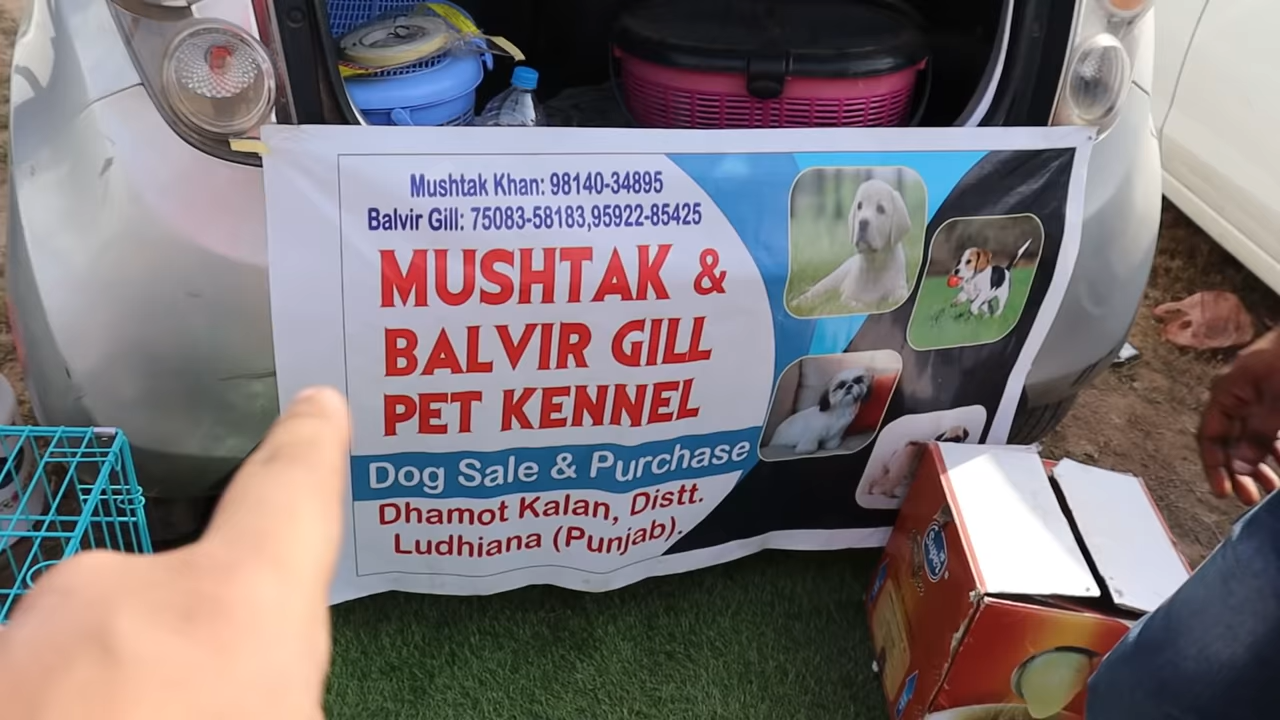 Mushtak Khan: 98140-34895
Balvir Gill: 75083-58183,95922-85425
MUSHTAK &
BALVIR GILL
PET KENNEL
Dog Sale & Purchase
Dhamot Kalan, Distt.
Ludhiana (Punjab).
Super